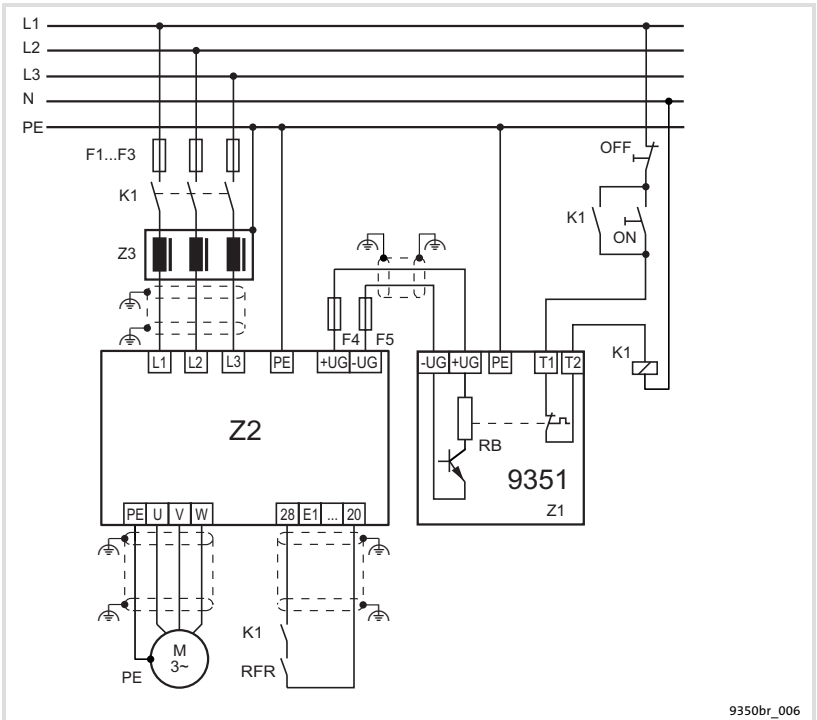 L1
L2
L3
N
PE
F1...F3
OFF
K1
K1
ON
Z3
F4 F5
K1
L1 L2 L3 PE +UG -UG
-UG +UG PE T1 T2
Z2
RB
9351
Z1
PE U V W
28 E1 ... 20
K1
M
3~
PE
RFR
9350br_006